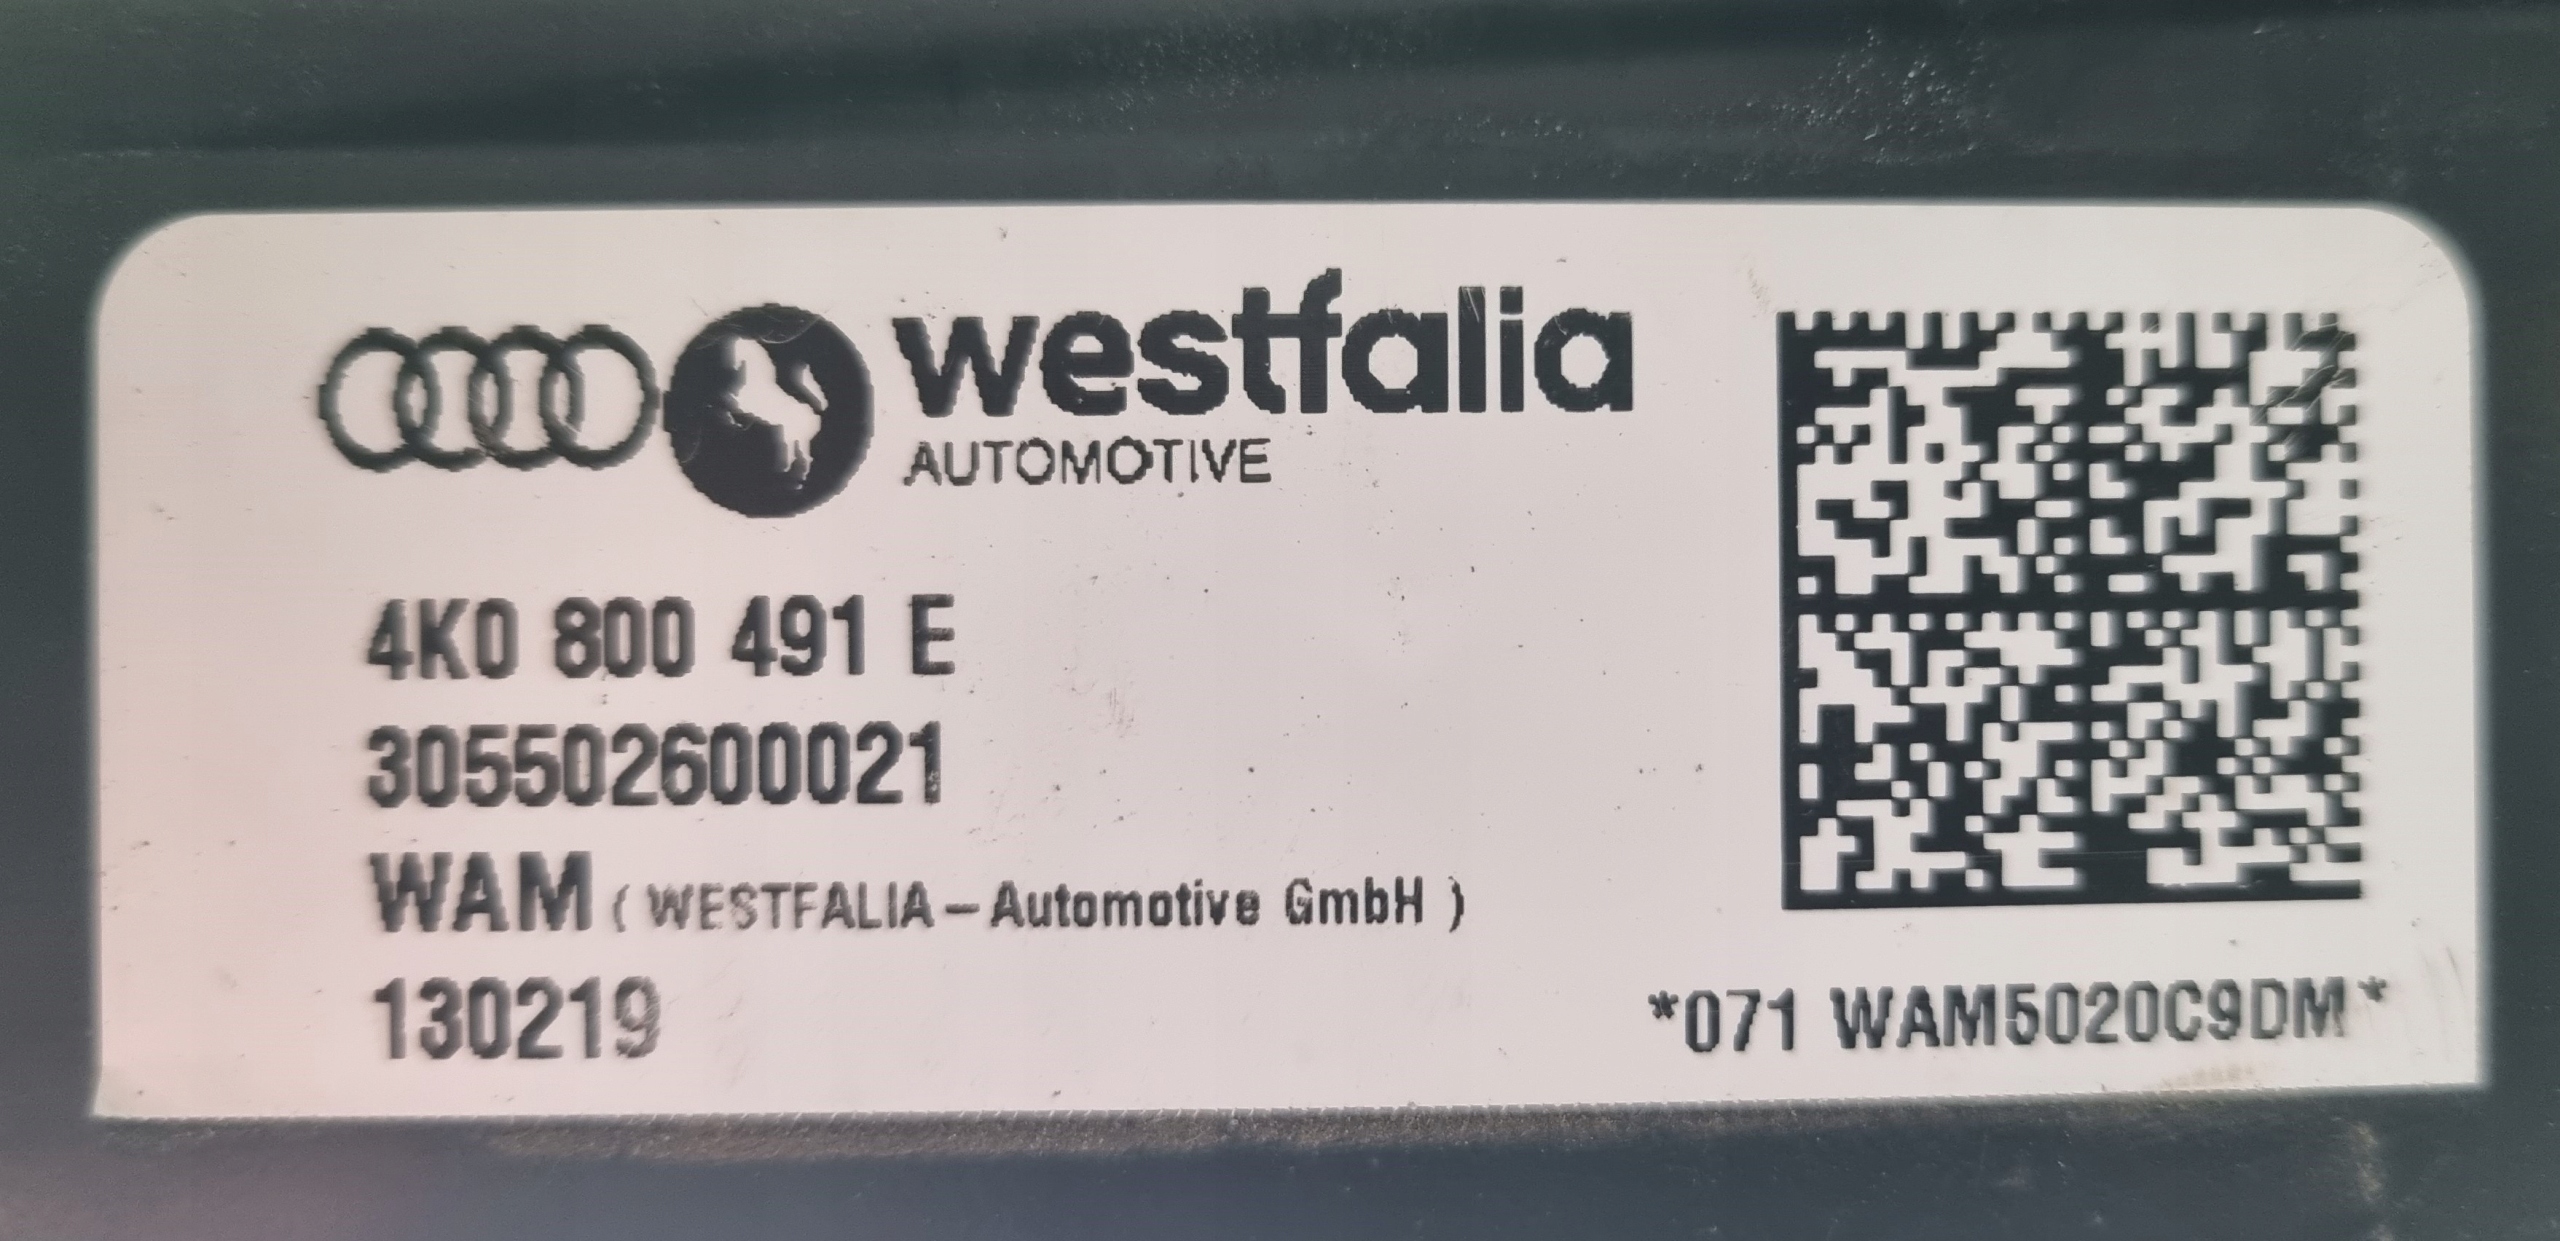 westfalia
AUTOMOTIVE
4K0 800 491 E
305502600021
WAM ( WESTFALIA-Automotive GmbH )
130219
*071 WAM5020C9DM*